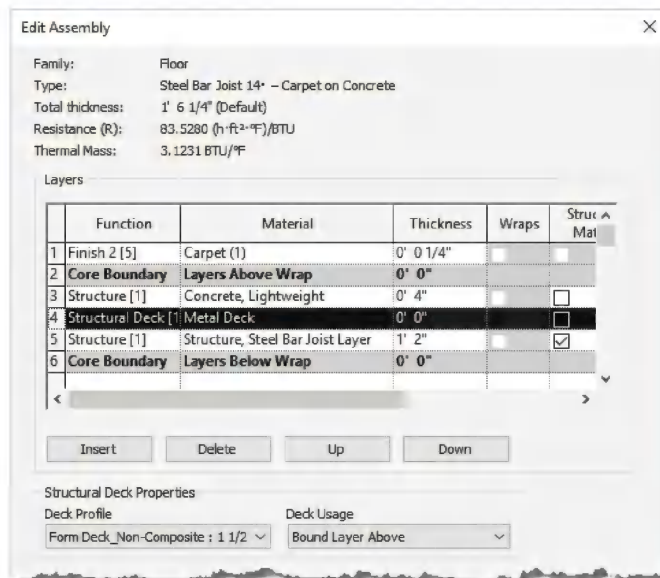 Edit Assembly
Family: Floor
Type: Steel Bar Joist 14" – Carpet on Concrete
Total thickness: 1' 6 1/4" (Default)
Resistance (R): 83.5280 (h·ft²·°F)/BTU
Thermal Mass: 3.1231 BTU/°F
Layers
Function Material Thickness Wraps Struc Mat
1 Finish 2 [5] Carpet (1) 0' 0 1/4"
2 Core Boundary Layers Above Wrap 0' 0"
3 Structure [1] Concrete, Lightweight 0' 4"
4 Structural Deck [1 Metal Deck 0' 0"
5 Structure [1] Structure, Steel Bar Joist Layer 1' 2"
6 Core Boundary Layers Below Wrap 0' 0"
Insert Delete Up Down
Structural Deck Properties
Deck Profile Deck Usage
Form Deck_Non-Composite : 1 1/2 Bound Layer Above